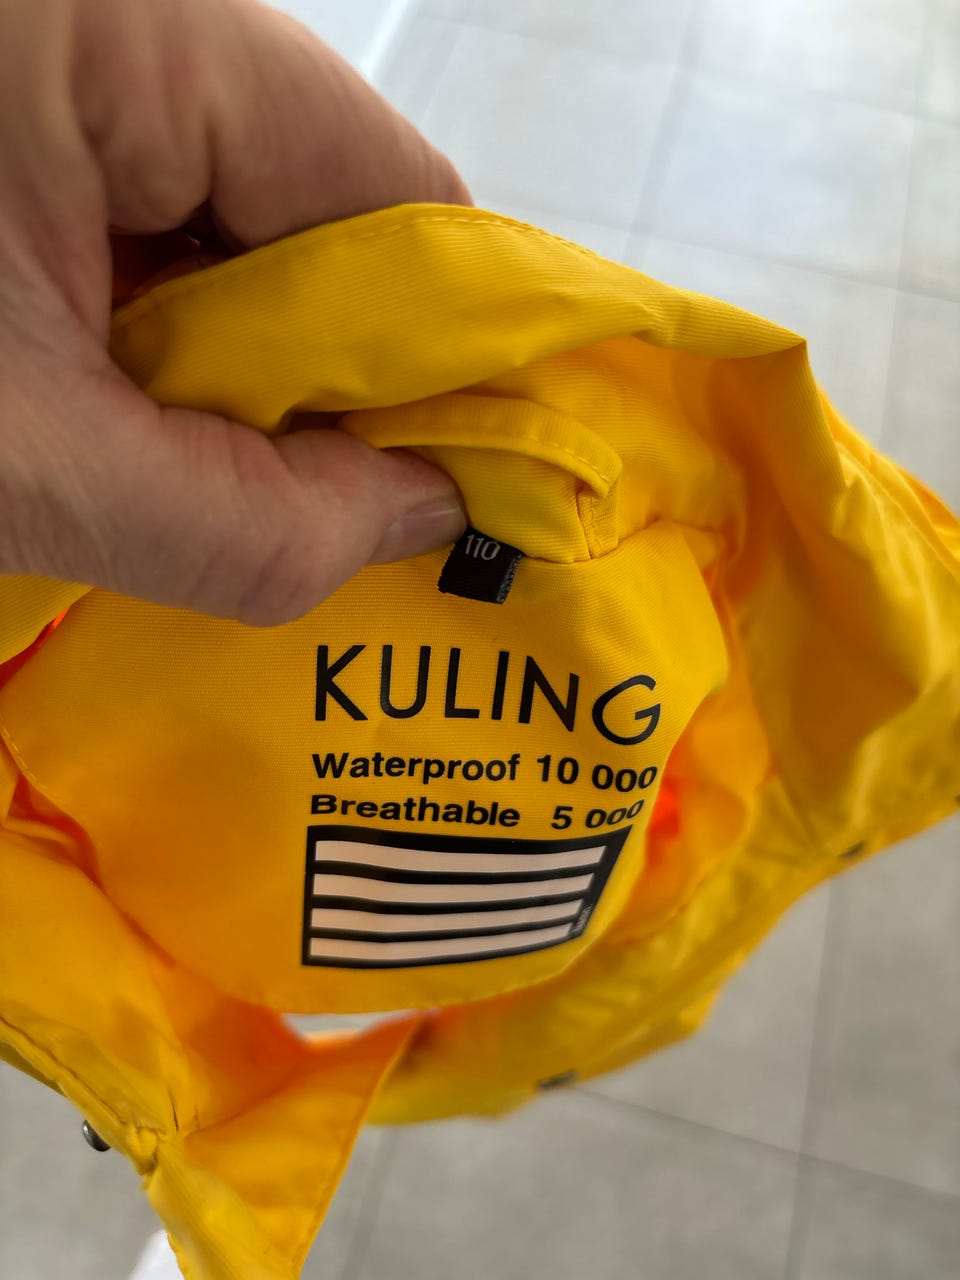 110
KULING
Waterproof 10 000
Breathable 5 000